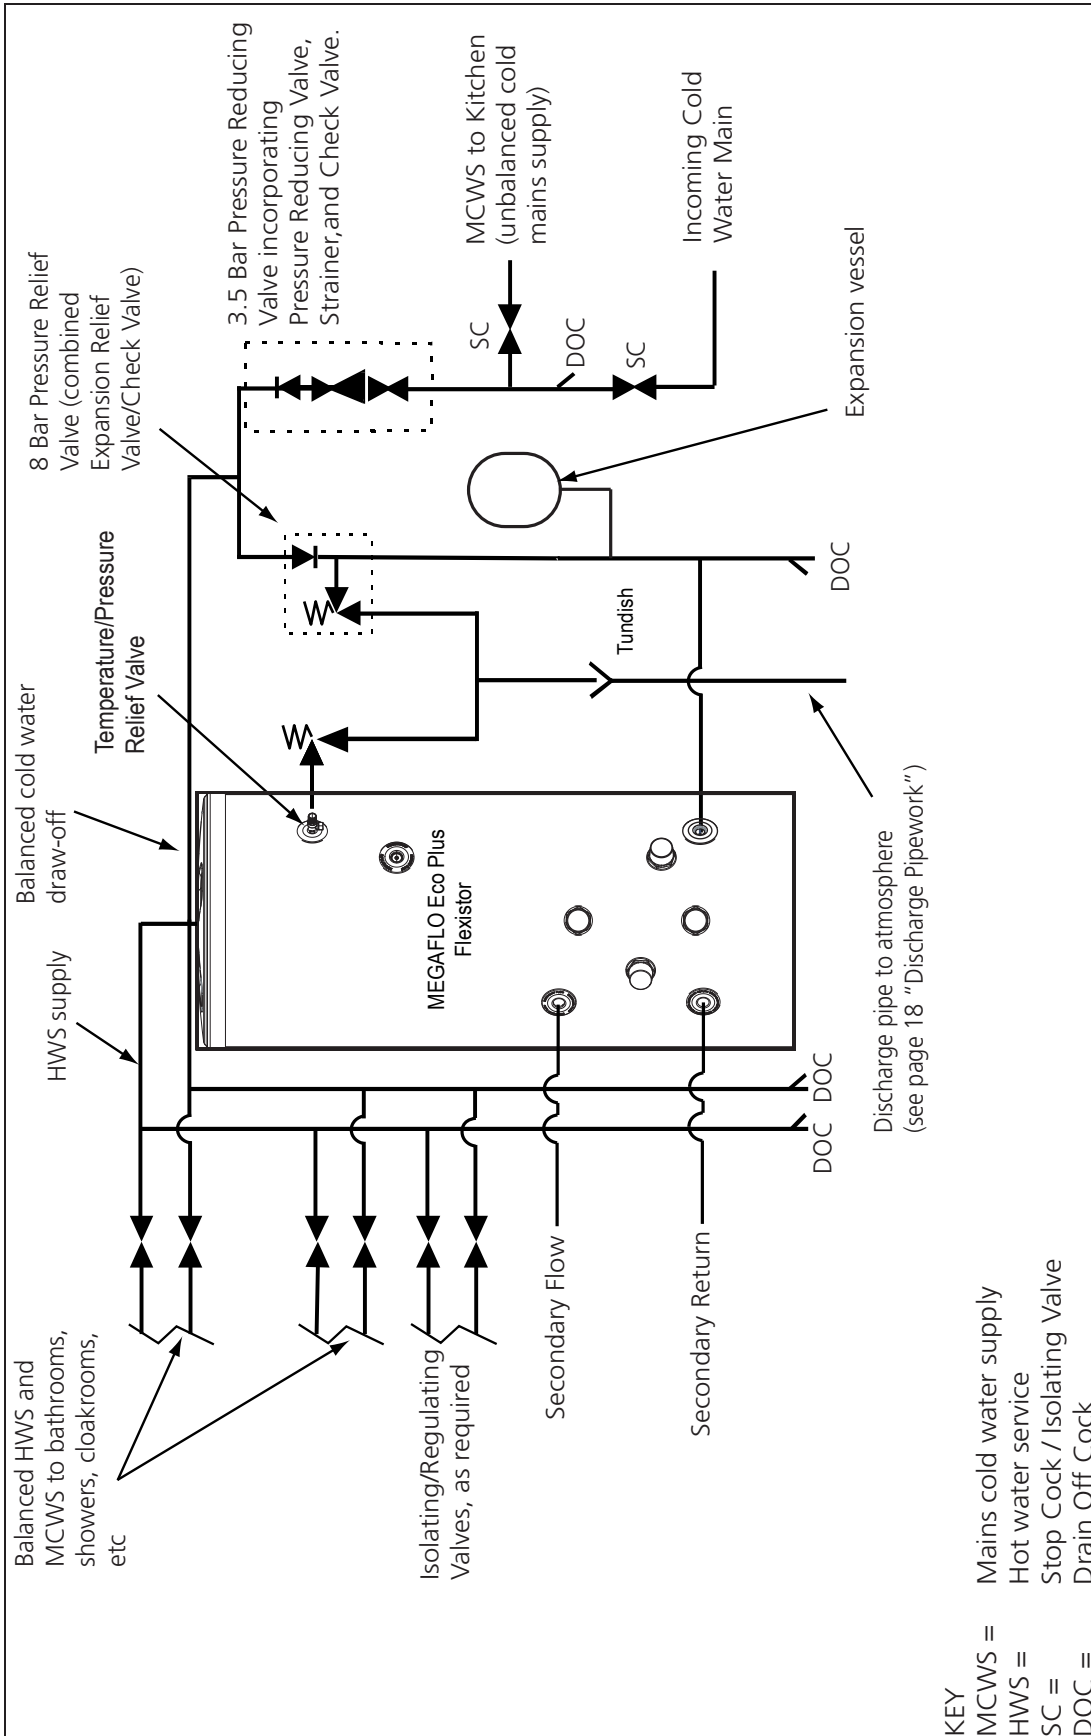 Balanced HWS and
MCWS to bathrooms,
showers, cloakrooms,
etc
HWS supply
Balanced cold water
draw-off
Temperature/Pressure
Relief Valve
8 Bar Pressure Relief
Valve (combined
Expansion Relief
Valve/Check Valve)
3.5 Bar Pressure Reducing
Valve incorporating
Pressure Reducing Valve,
Strainer,and Check Valve.
MCWS to Kitchen
(unbalanced cold
mains supply)
SC
DOC
SC
Incoming Cold
Water Main
Expansion vessel
DOC
Tundish
MEGAFLO Eco Plus
Flexistor
Isolating/Regulating
Valves, as required
Secondary Flow
Secondary Return
DOC
DOC
Discharge pipe to atmosphere
(see page 18 “Discharge Pipework”)
KEY
MCWS = Mains cold water supply
HWS = Hot water service
SC = Stop Cock / Isolating Valve
DOC = Drain Off Cock